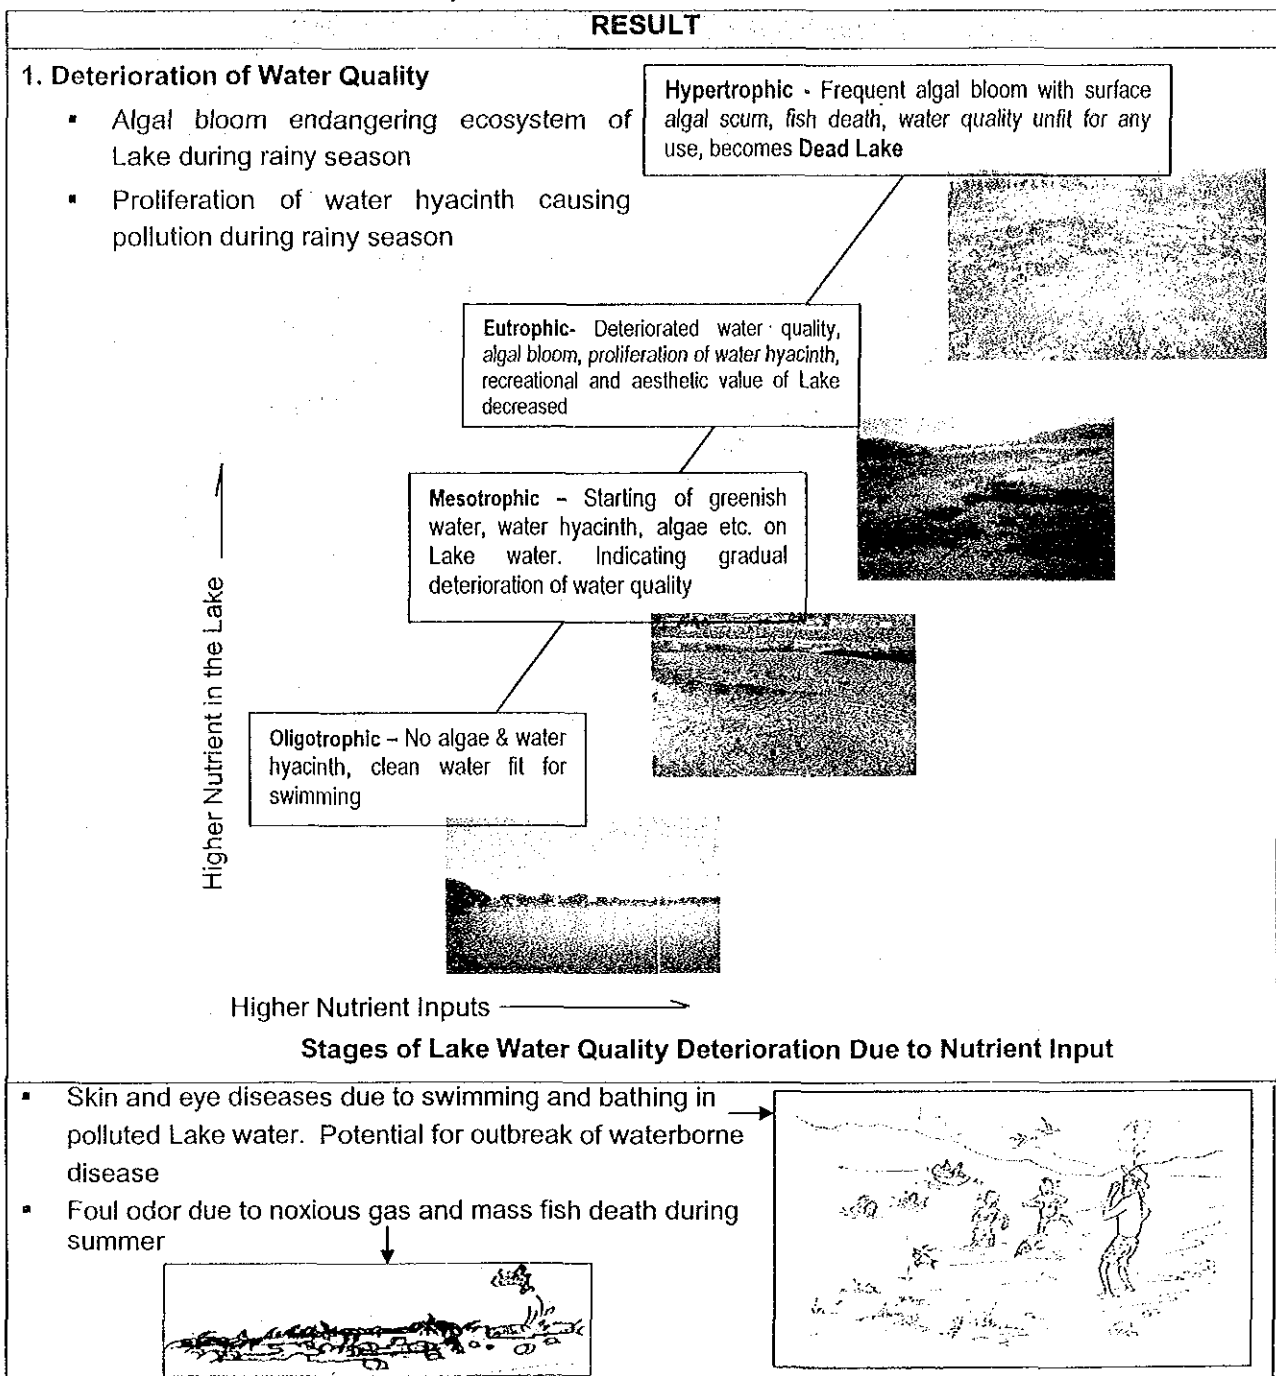 RESULT
1. Deterioration of Water Quality
▪ Algal bloom endangering ecosystem of
Lake during rainy season
▪ Proliferation of water hyacinth causing
pollution during rainy season
Hypertrophic - Frequent algal bloom with surface
algal scum, fish death, water quality unfit for any
use, becomes Dead Lake
Eutrophic- Deteriorated water quality,
algal bloom, proliferation of water hyacinth,
recreational and aesthetic value of Lake
decreased
Mesotrophic – Starting of greenish
water, water hyacinth, algae etc. on
Lake water. Indicating gradual
deterioration of water quality
Oligotrophic – No algae & water
hyacinth, clean water fit for
swimming
Higher Nutrient in the Lake
Higher Nutrient Inputs
Stages of Lake Water Quality Deterioration Due to Nutrient Input
▪ Skin and eye diseases due to swimming and bathing in
polluted Lake water. Potential for outbreak of waterborne
disease
▪ Foul odor due to noxious gas and mass fish death during
summer